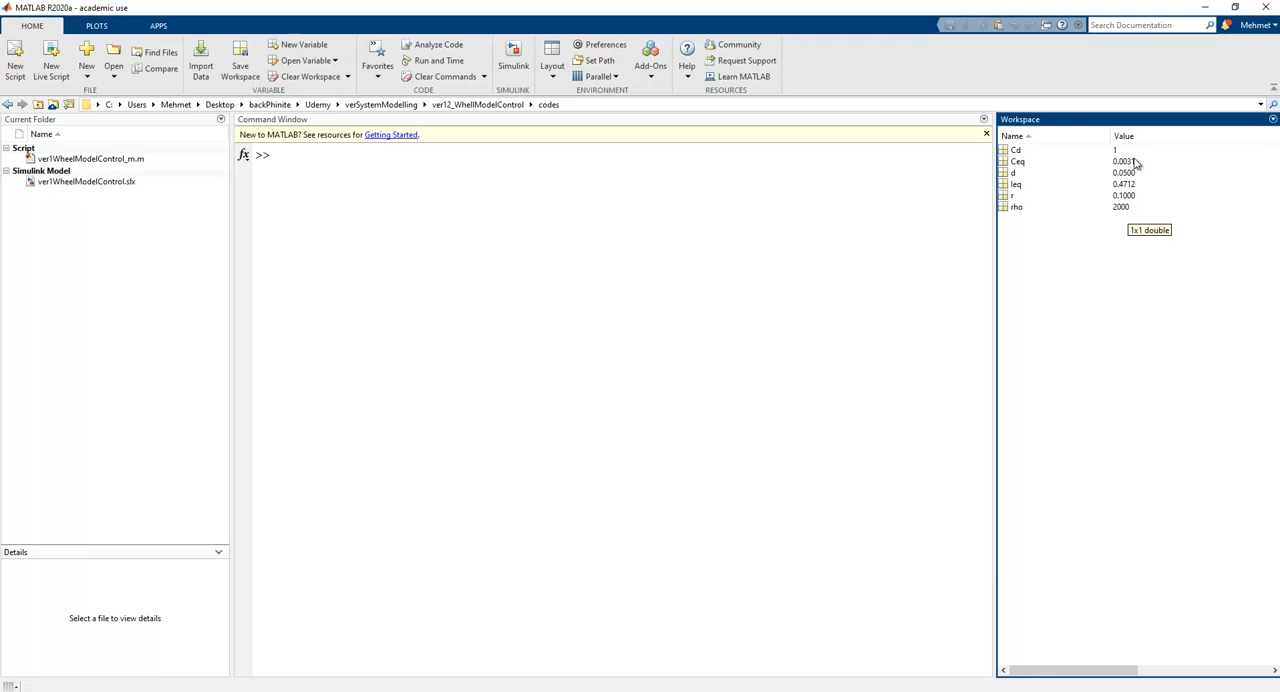 MATLAB R2020a - academic use
HOME PLOTS APPS
Search Documentation Mehmet
New Script
New Live Script
New
Open
Find Files
Compare
Import Data
Save Workspace
New Variable
Open Variable
Clear Workspace
Favorites
Analyze Code
Run and Time
Clear Commands
Simulink
Layout
Preferences
Set Path
Parallel
Add-Ons
Help
Community
Request Support
Learn MATLAB
FILE VARIABLE CODE SIMULINK ENVIRONMENT RESOURCES
C: Users Mehmet Desktop backPhinite Udemy verSystemModelling ver12_WhellModelControl codes
Current Folder
Name
Script
ver1WheelModelControl_m.m
Simulink Model
ver1WheelModelControl.slx
Details
Select a file to view details
Command Window
New to MATLAB? See resources for Getting Started.
fx >>
Workspace
Name Value
Cd 1
Ceq 0.0031
d 0.0500
Ieq 0.4712
r 0.1000
rho 2000
1x1 double